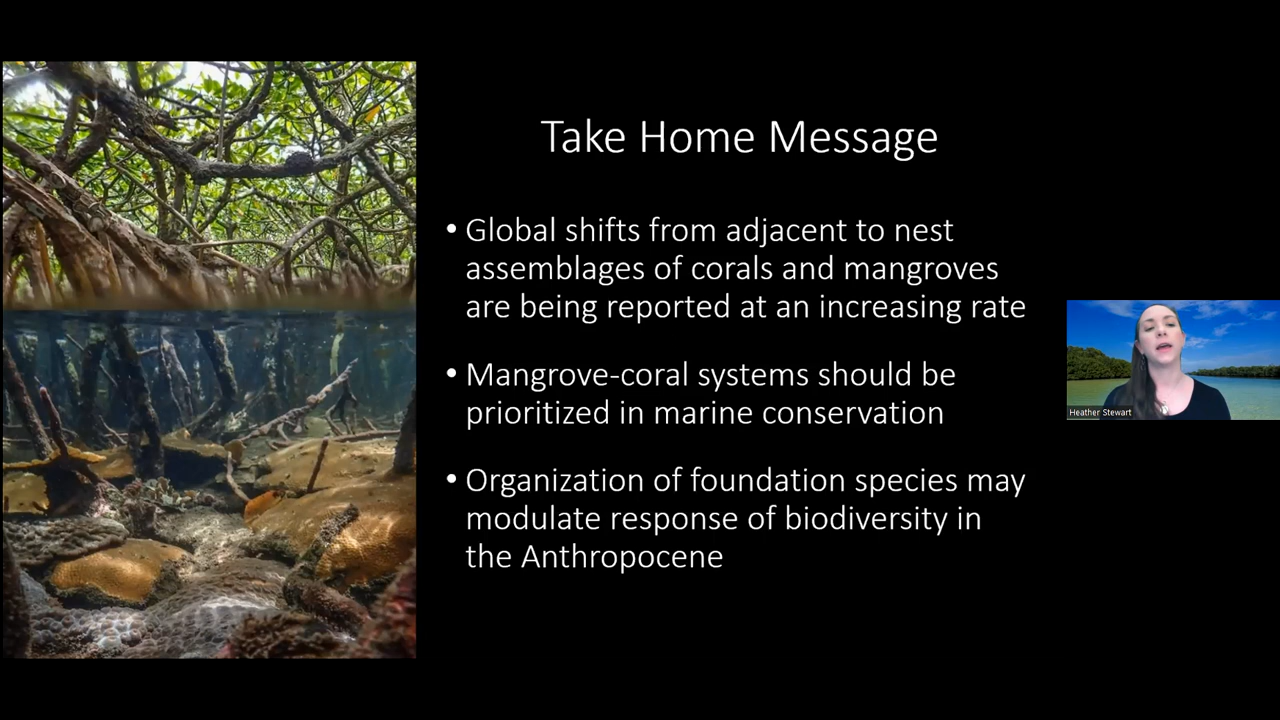 Take Home Message
• Global shifts from adjacent to nest
assemblages of corals and mangroves
are being reported at an increasing rate
• Mangrove-coral systems should be
prioritized in marine conservation
• Organization of foundation species may
modulate response of biodiversity in
the Anthropocene
Heather Stewart